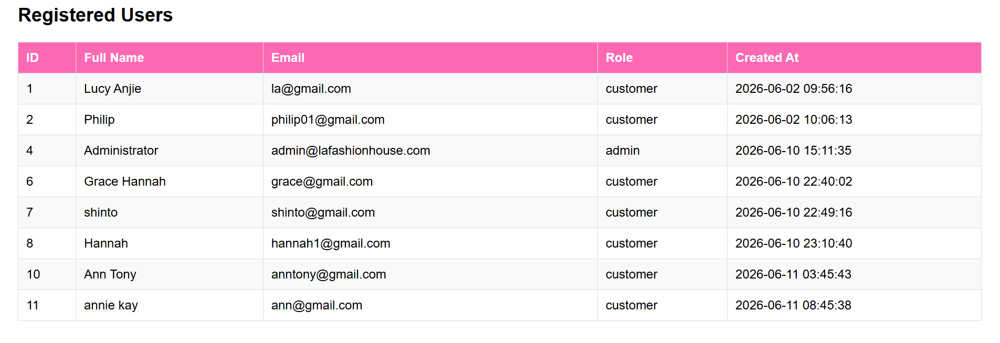 Registered Users
ID Full Name Email Role Created At
1 Lucy Anjie la@gmail.com customer 2026-06-02 09:56:16
2 Philip philip01@gmail.com customer 2026-06-02 10:06:13
4 Administrator admin@lafashionhouse.com admin 2026-06-10 15:11:35
6 Grace Hannah grace@gmail.com customer 2026-06-10 22:40:02
7 shinto shinto@gmail.com customer 2026-06-10 22:49:16
8 Hannah hannah1@gmail.com customer 2026-06-10 23:10:40
10 Ann Tony anntony@gmail.com customer 2026-06-11 03:45:43
11 annie kay ann@gmail.com customer 2026-06-11 08:45:38